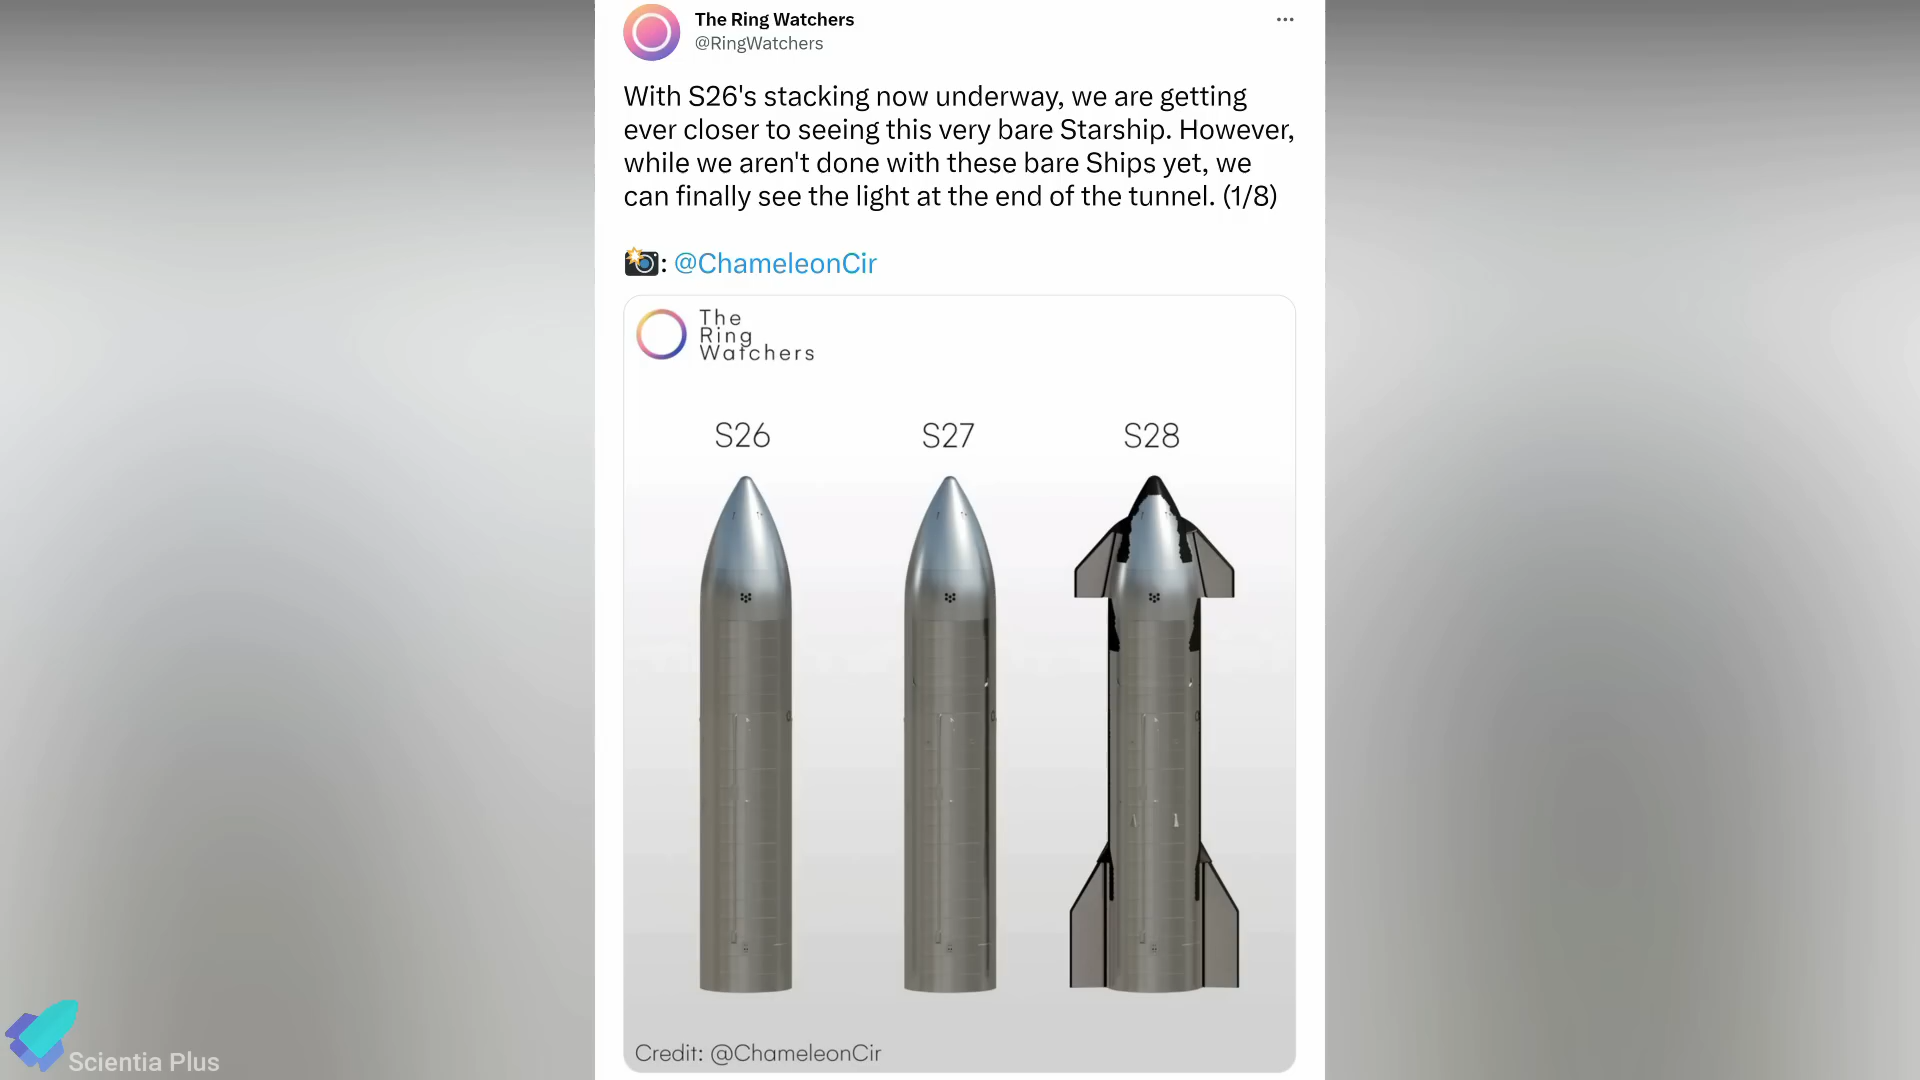 The Ring Watchers
@RingWatchers
With S26's stacking now underway, we are getting
ever closer to seeing this very bare Starship. However,
while we aren't done with these bare Ships yet, we
can finally see the light at the end of the tunnel. (1/8)
📸: @ChameleonCir
The
Ring
Watchers
S26
S27
S28
Credit: @ChameleonCir
Scientia Plus